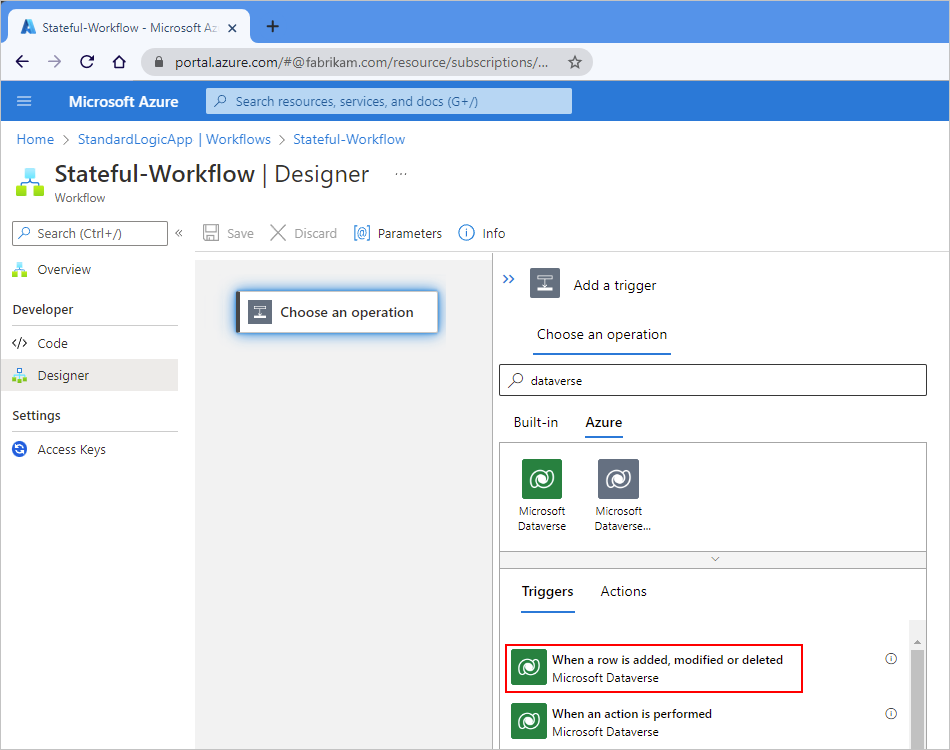 Stateful-Workflow - Microsoft Az
portal.azure.com/#@fabrikam.com/resource/subscriptions/...
Microsoft Azure
Search resources, services, and docs (G+/)
Home > StandardLogicApp | Workflows > Stateful-Workflow
Stateful-Workflow | Designer ...
Workflow
Search (Ctrl+/) «
Save Discard [@] Parameters Info
Overview
Developer
</> Code
Designer
Settings
Access Keys
Choose an operation
Add a trigger
Choose an operation
dataverse
Built-in Azure
Microsoft Dataverse
Microsoft Dataverse...
Triggers Actions
When a row is added, modified or deleted
Microsoft Dataverse
When an action is performed
Microsoft Dataverse